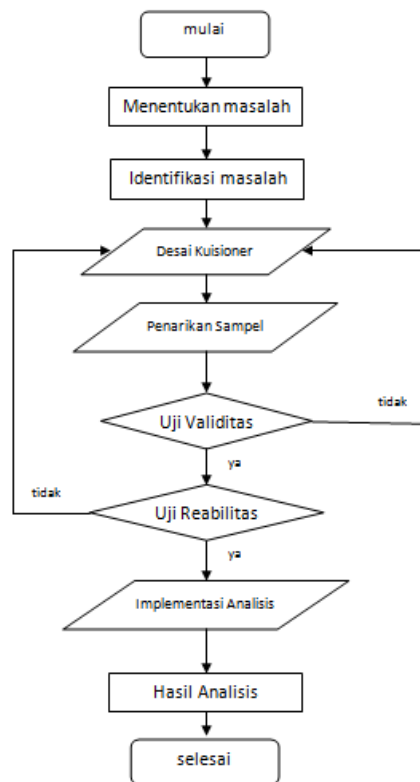 mulai
Menentukan masalah
Identifikasi masalah
Desai Kuisioner
Penarikan Sampel
Uji Validitas
tidak
ya
Uji Reabilitas
tidak
ya
Implementasi Analisis
Hasil Analisis
selesai